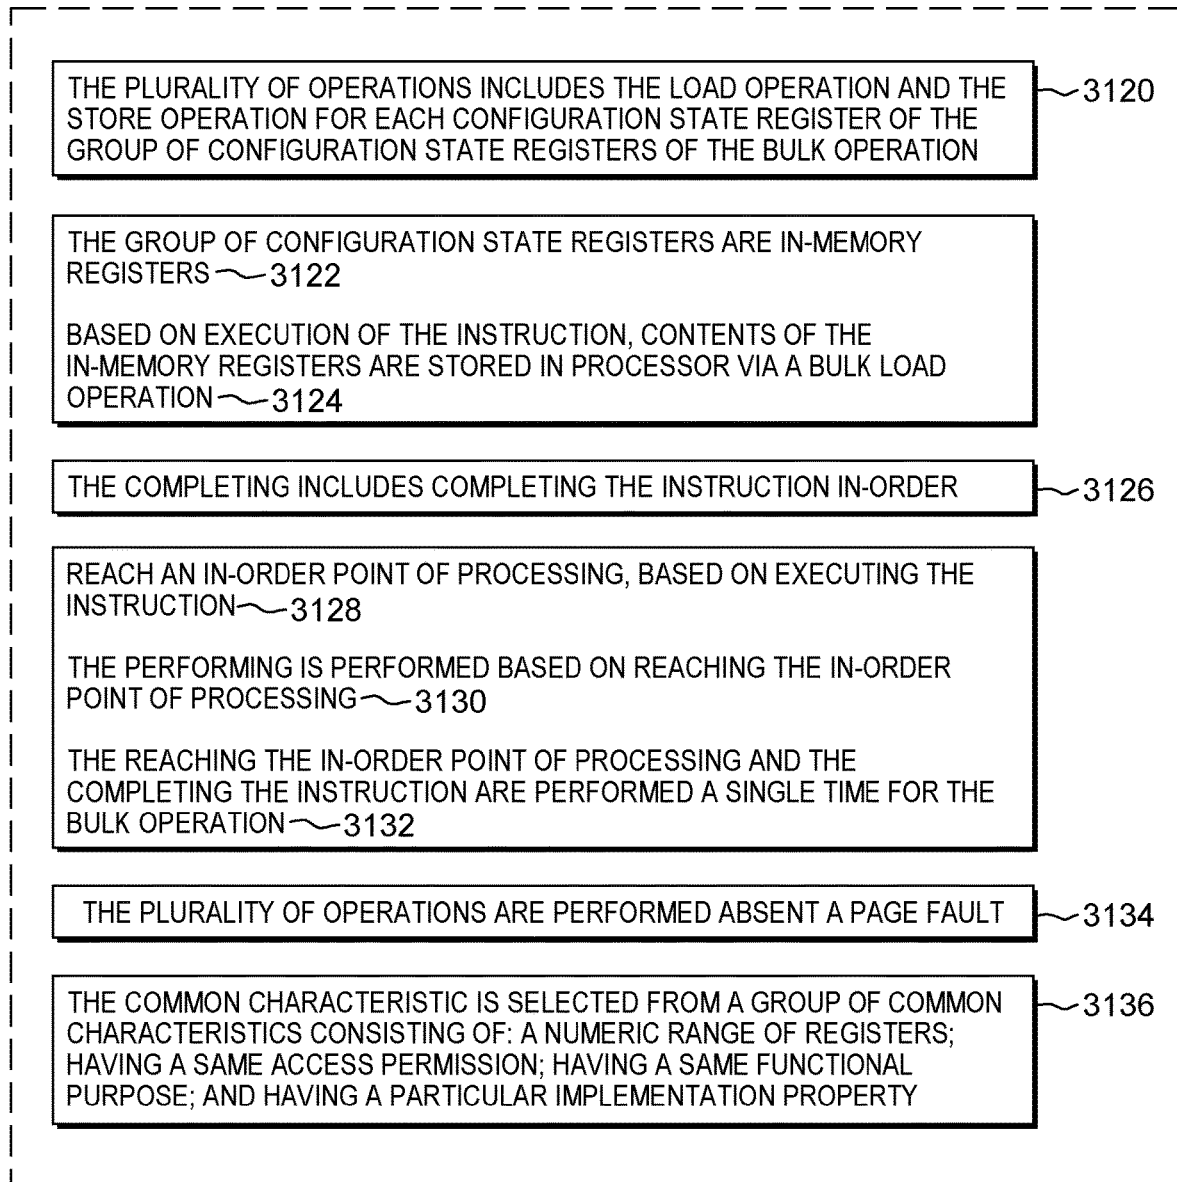 THE PLURALITY OF OPERATIONS INCLUDES THE LOAD OPERATION AND THE 3120
STORE OPERATION FOR EACH CONFIGURATION STATE REGISTER OF THE
GROUP OF CONFIGURATION STATE REGISTERS OF THE BULK OPERATION
THE GROUP OF CONFIGURATION STATE REGISTERS ARE IN-MEMORY
REGISTERS 3122
BASED ON EXECUTION OF THE INSTRUCTION, CONTENTS OF THE
IN-MEMORY REGISTERS ARE STORED IN PROCESSOR VIA A BULK LOAD
OPERATION 3124
THE COMPLETING INCLUDES COMPLETING THE INSTRUCTION IN-ORDER 3126
REACH AN IN-ORDER POINT OF PROCESSING, BASED ON EXECUTING THE
INSTRUCTION 3128
THE PERFORMING IS PERFORMED BASED ON REACHING THE IN-ORDER
POINT OF PROCESSING 3130
THE REACHING THE IN-ORDER POINT OF PROCESSING AND THE
COMPLETING THE INSTRUCTION ARE PERFORMED A SINGLE TIME FOR THE
BULK OPERATION 3132
THE PLURALITY OF OPERATIONS ARE PERFORMED ABSENT A PAGE FAULT 3134
THE COMMON CHARACTERISTIC IS SELECTED FROM A GROUP OF COMMON 3136
CHARACTERISTICS CONSISTING OF: A NUMERIC RANGE OF REGISTERS;
HAVING A SAME ACCESS PERMISSION; HAVING A SAME FUNCTIONAL
PURPOSE; AND HAVING A PARTICULAR IMPLEMENTATION PROPERTY